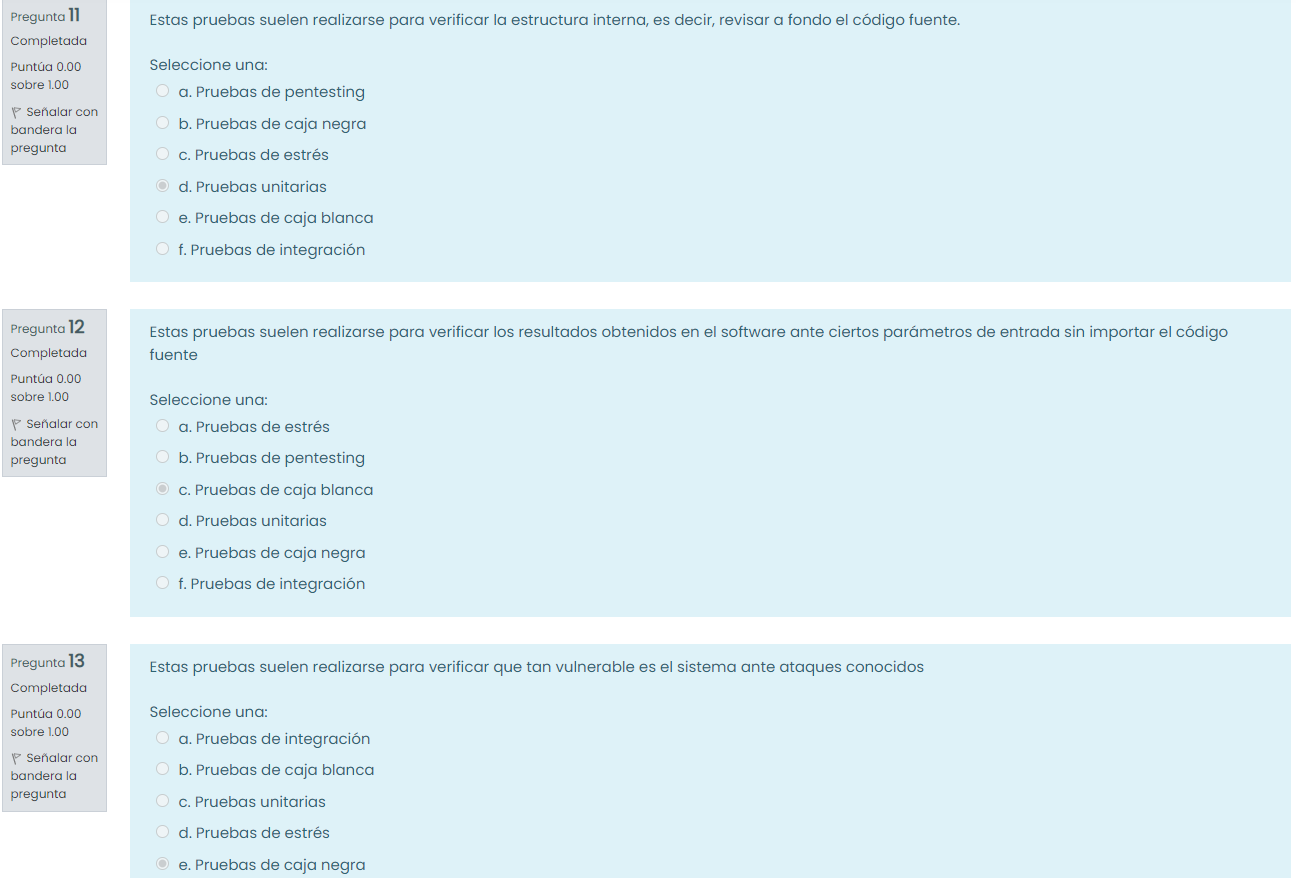 Pregunta 11
Completada
Puntúa 0.00
sobre 1.00
Señalar con
bandera la
pregunta
Estas pruebas suelen realizarse para verificar la estructura interna, es decir, revisar a fondo el código fuente.
Seleccione una:
a. Pruebas de pentesting
b. Pruebas de caja negra
c. Pruebas de estrés
d. Pruebas unitarias
e. Pruebas de caja blanca
f. Pruebas de integración
Pregunta 12
Completada
Puntúa 0.00
sobre 1.00
Señalar con
bandera la
pregunta
Estas pruebas suelen realizarse para verificar los resultados obtenidos en el software ante ciertos parámetros de entrada sin importar el código
fuente
Seleccione una:
a. Pruebas de estrés
b. Pruebas de pentesting
c. Pruebas de caja blanca
d. Pruebas unitarias
e. Pruebas de caja negra
f. Pruebas de integración
Pregunta 13
Completada
Puntúa 0.00
sobre 1.00
Señalar con
bandera la
pregunta
Estas pruebas suelen realizarse para verificar que tan vulnerable es el sistema ante ataques conocidos
Seleccione una:
a. Pruebas de integración
b. Pruebas de caja blanca
c. Pruebas unitarias
d. Pruebas de estrés
e. Pruebas de caja negra